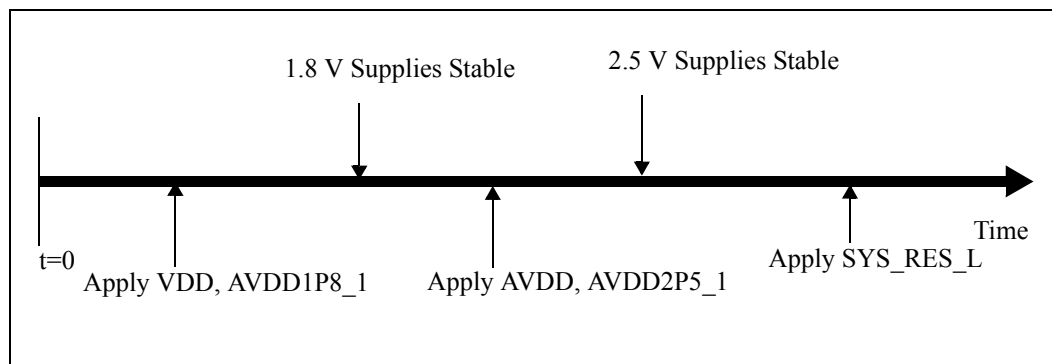 1.8 V Supplies Stable
2.5 V Supplies Stable
t=0
Time
Apply VDD, AVDD1P8_1
Apply AVDD, AVDD2P5_1
Apply SYS_RES_L